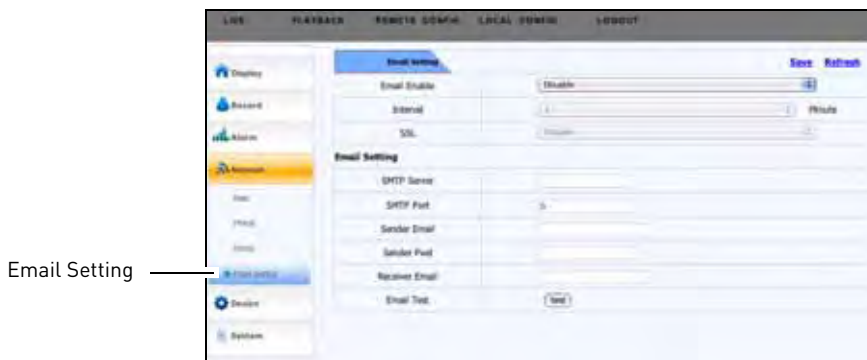 LIVE PLAYBACK REMOTE CONFIG LOCAL CONFIG LOGOUT
Email Setting
Save Refresh
Display
Email Enable Disable
Record
Interval Minute
Alarm
SSL
Email Setting
Network
SMTP Server
SMTP Port
Sender Email
Sender Pwd
Email Setting
Receiver Email
Device
Email Test Test
System